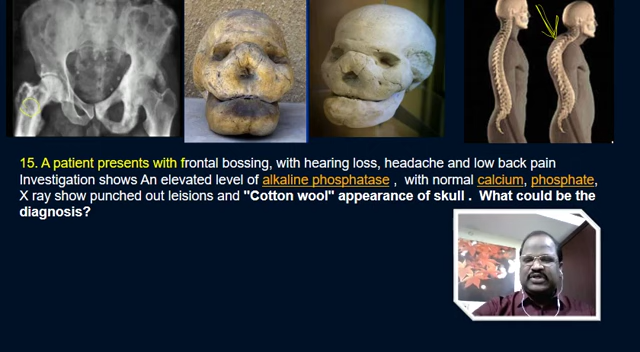 15. A patient presents with frontal bossing, with hearing loss, headache and low back pain
Investigation shows An elevated level of alkaline phosphatase , with normal calcium, phosphate,
X ray show punched out leisions and "Cotton wool" appearance of skull . What could be the
diagnosis?